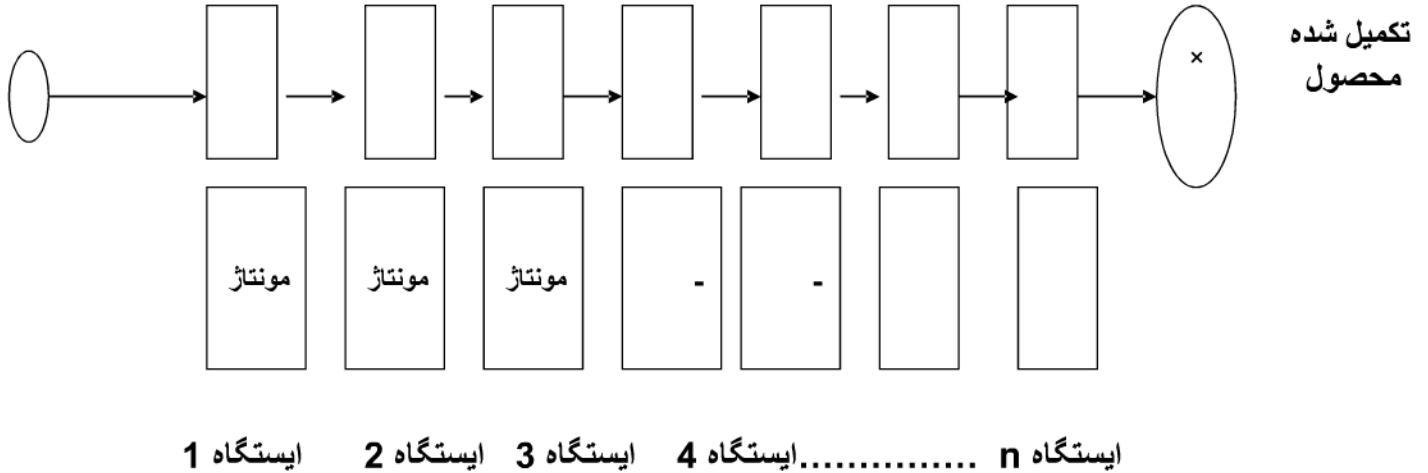 تکمیل شده
محصول
×
مونتاژ مونتاژ مونتاژ - -
ایستگاه 1 ایستگاه 2 ایستگاه 3 ایستگاه 4............... ایستگاه n